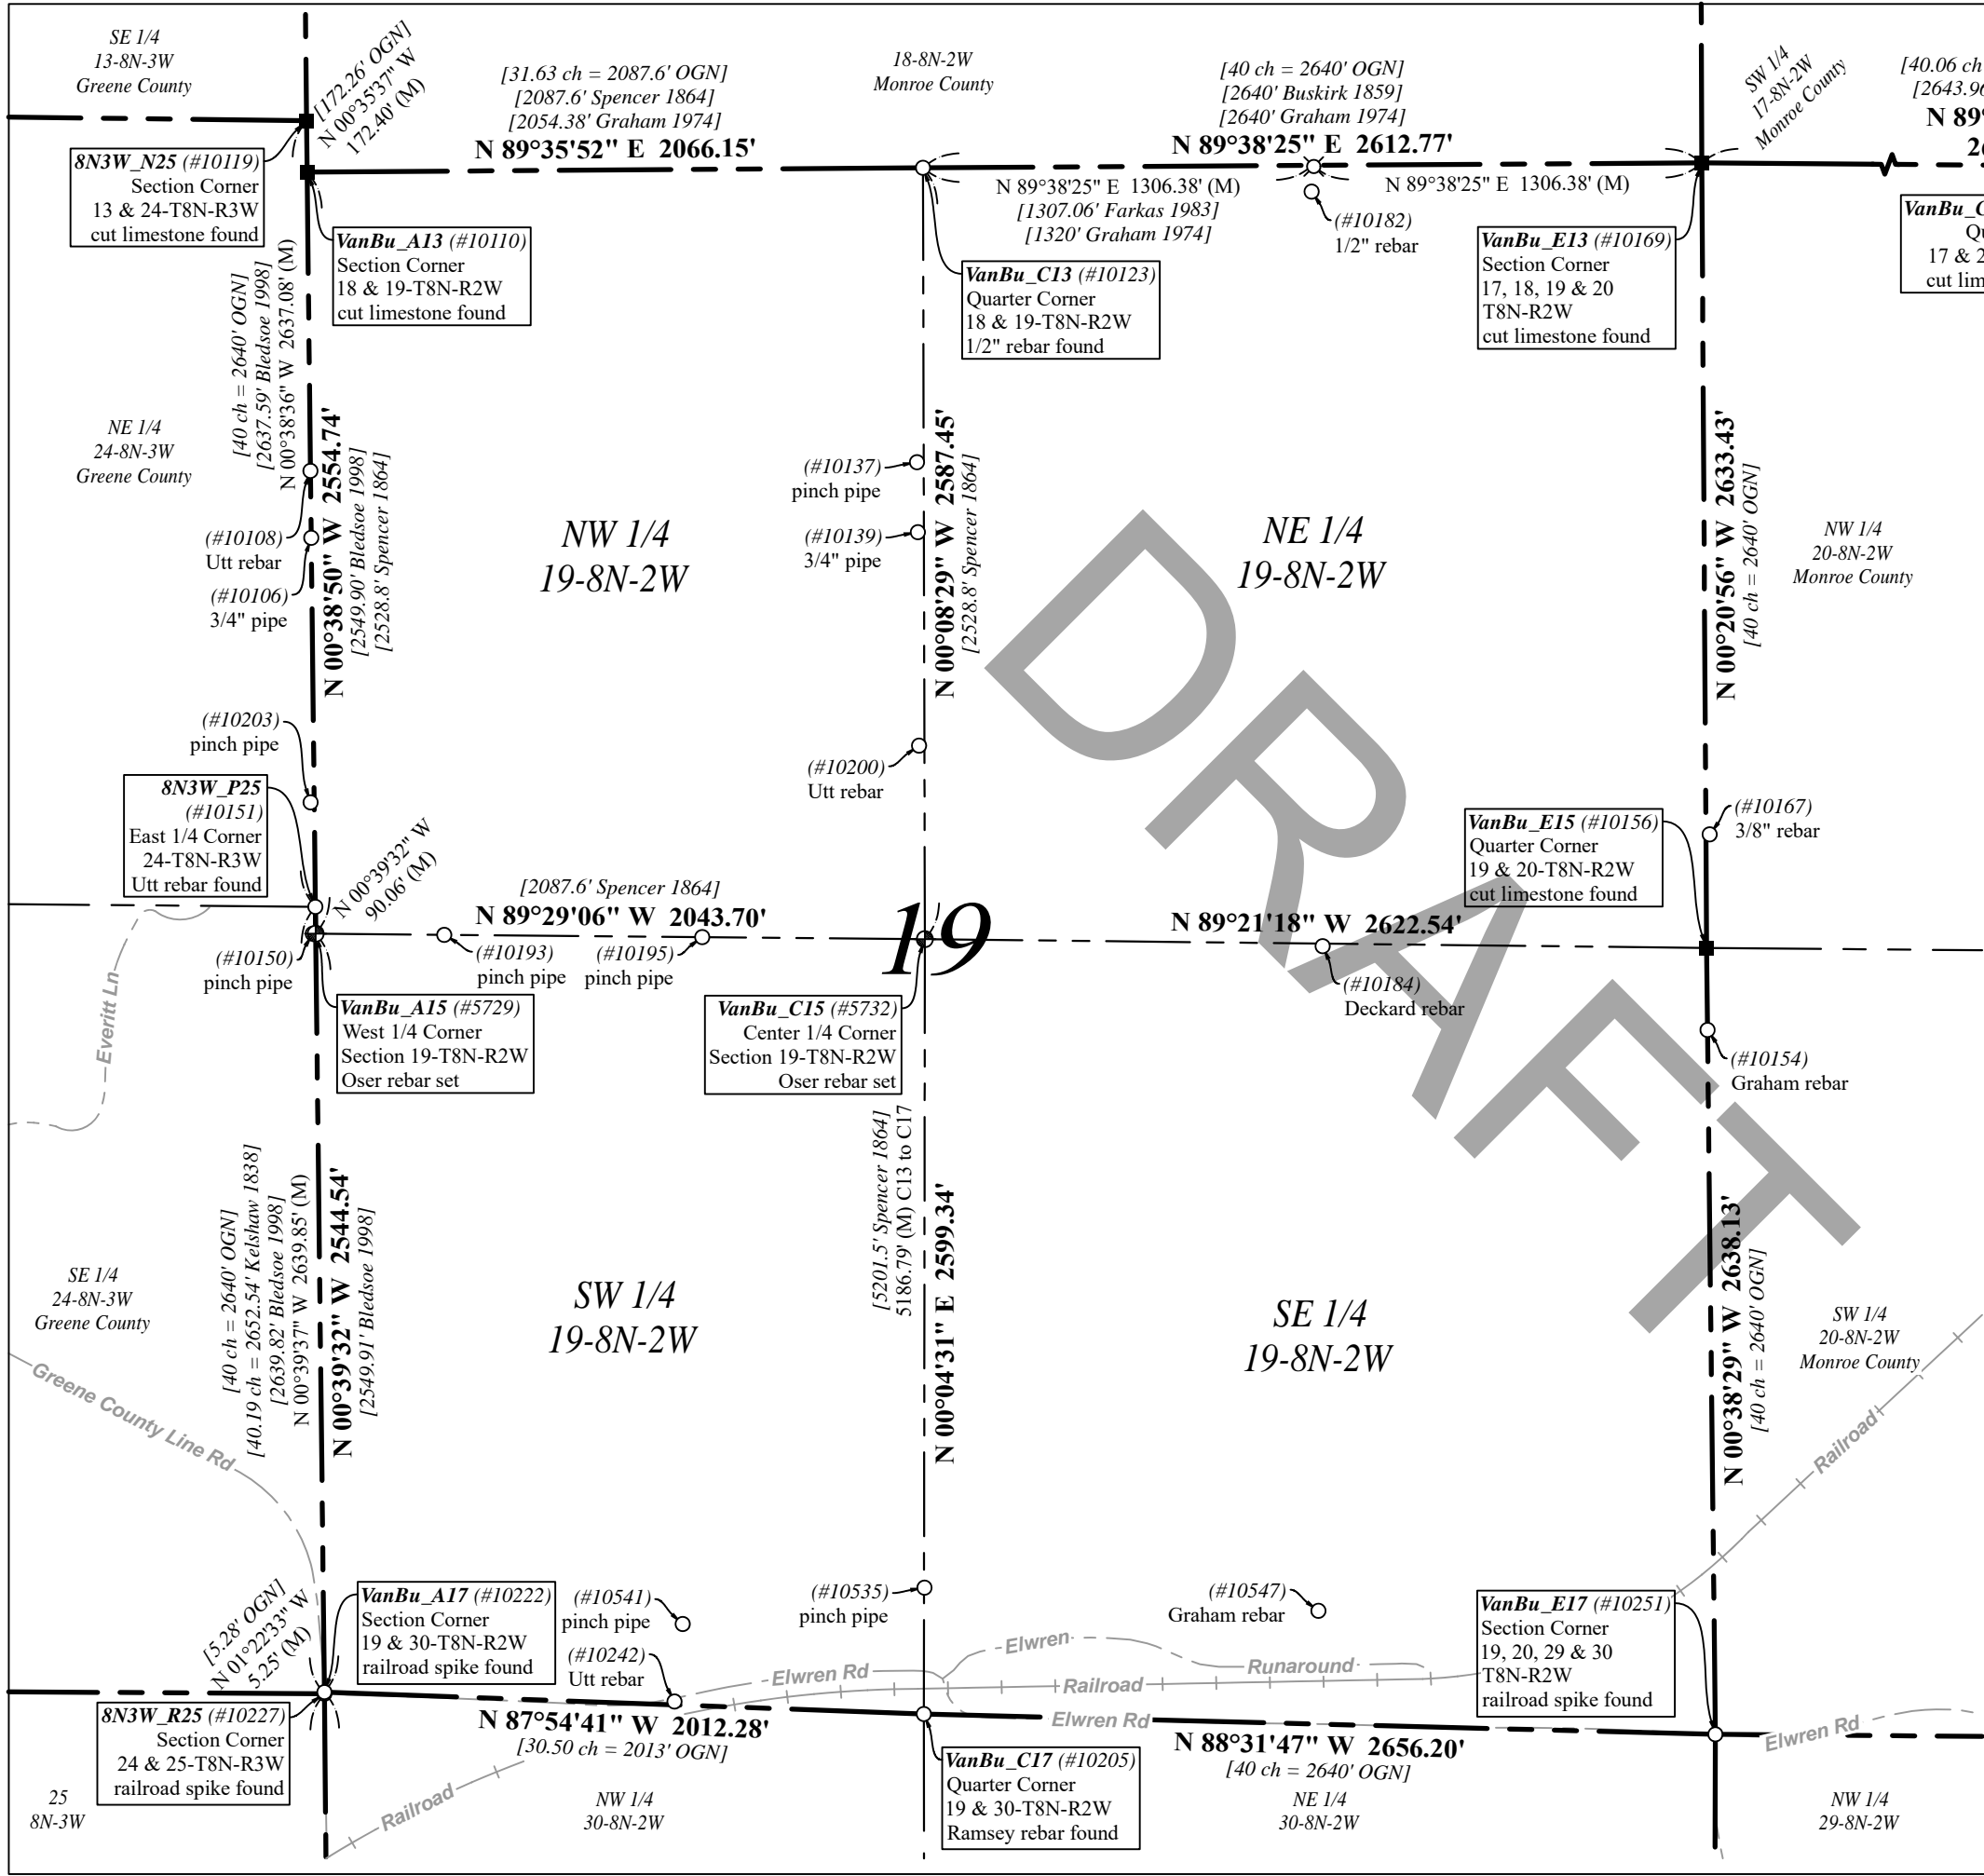 SE 1/4
13-8N-3W
Greene County
[172.26' OGN]
N 00°35'37" W
172.40' (M)
[31.63 ch = 2087.6' OGN]
[2087.6' Spencer 1864]
[2054.38' Graham 1974]
N 89°35'52" E 2066.15'
18-8N-2W
Monroe County
[40 ch = 2640' OGN]
[2640' Buskirk 1859]
[2640' Graham 1974]
N 89°38'25" E 2612.77'
SW 1/4
17-8N-2W
Monroe County
[40.06 ch
[2643.96
N 89°
26
8N3W_N25 (#10119)
Section Corner
13 & 24-T8N-R3W
cut limestone found
N 89°38'25" E 1306.38' (M)
[1307.06' Farkas 1983]
[1320' Graham 1974]
N 89°38'25" E 1306.38' (M)
(#10182)
1/2" rebar
VanBu_A13 (#10110)
Section Corner
18 & 19-T8N-R2W
cut limestone found
VanBu_C13 (#10123)
Quarter Corner
18 & 19-T8N-R2W
1/2" rebar found
VanBu_E13 (#10169)
Section Corner
17, 18, 19 & 20
T8N-R2W
cut limestone found
VanBu_C
Qu
17 & 2
cut lim
[40 ch = 2640' OGN]
[2637.59' Bledsoe 1998]
N 00°38'36" W 2637.08' (M)
N 00°38'50" W 2554.74'
[2549.90' Bledsoe 1998]
[2528.8' Spencer 1864]
NE 1/4
24-8N-3W
Greene County
(#10108)
Utt rebar
(#10106)
3/4" pipe
NW 1/4
19-8N-2W
(#10137)
pinch pipe
(#10139)
3/4" pipe
N 00°08'29" W 2587.45'
[2528.8' Spencer 1864]
NE 1/4
19-8N-2W
N 00°20'56" W 2633.43'
[40 ch = 2640' OGN]
NW 1/4
20-8N-2W
Monroe County
DRAFT
(#10203)
pinch pipe
8N3W_P25
(#10151)
East 1/4 Corner
24-T8N-R3W
Utt rebar found
(#10200)
Utt rebar
VanBu_E15 (#10156)
Quarter Corner
19 & 20-T8N-R2W
cut limestone found
(#10167)
3/8" rebar
N 00°39'32" W
90.06' (M)
[2087.6' Spencer 1864]
N 89°29'06" W 2043.70'
19
N 89°21'18" W 2622.54'
(#10150)
pinch pipe
(#10193)
pinch pipe
(#10195)
pinch pipe
(#10184)
Deckard rebar
Everitt Ln
VanBu_A15 (#5729)
West 1/4 Corner
Section 19-T8N-R2W
Oser rebar set
VanBu_C15 (#5732)
Center 1/4 Corner
Section 19-T8N-R2W
Oser rebar set
(#10154)
Graham rebar
[40 ch = 2640' OGN]
[40.19 ch = 2652.54' Kelshaw 1838]
[2639.82' Bledsoe 1998]
N 00°39'37" W 2639.85' (M)
N 00°39'32" W 2544.54'
[2549.91' Bledsoe 1998]
[5201.5' Spencer 1864]
5186.79' (M) C13 to C17
N 00°04'31" E 2599.34'
SE 1/4
24-8N-3W
Greene County
SW 1/4
19-8N-2W
SE 1/4
19-8N-2W
N 00°38'29" W 2638.13'
[40 ch = 2640' OGN]
SW 1/4
20-8N-2W
Monroe County
Greene County Line Rd
Railroad
[5.28' OGN]
N 01°22'33" W
5.25' (M)
VanBu_A17 (#10222)
Section Corner
19 & 30-T8N-R2W
railroad spike found
(#10541)
pinch pipe
(#10242)
Utt rebar
(#10535)
pinch pipe
(#10547)
Graham rebar
VanBu_E17 (#10251)
Section Corner
19, 20, 29 & 30
T8N-R2W
railroad spike found
Elwren Rd
Elwren
Runaround
Railroad
Elwren Rd
Elwren Rd
8N3W_R25 (#10227)
Section Corner
24 & 25-T8N-R3W
railroad spike found
N 87°54'41" W 2012.28'
[30.50 ch = 2013' OGN]
N 88°31'47" W 2656.20'
[40 ch = 2640' OGN]
VanBu_C17 (#10205)
Quarter Corner
19 & 30-T8N-R2W
Ramsey rebar found
25
8N-3W
Railroad
NW 1/4
30-8N-2W
NE 1/4
30-8N-2W
NW 1/4
29-8N-2W